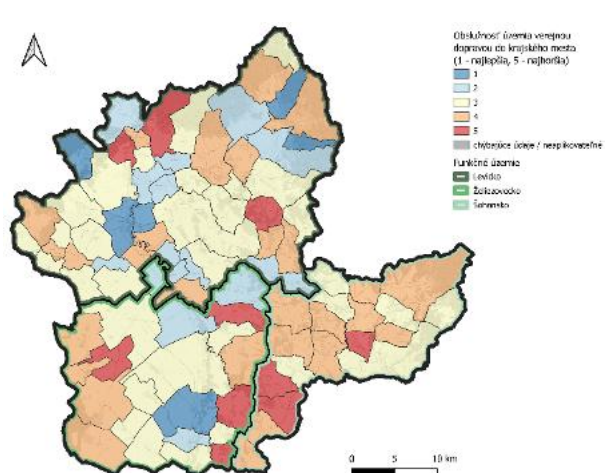 Obslužnosť územia verejnou
dopravou do krajského mesta
(1 - najlepšia, 5 - najhoršia)
1
2
3
4
5
chýbajúce údaje / neaplikovateľné
Funkčné územie
Levicko
Želiezovecko
Šahansko
0 5 10 km